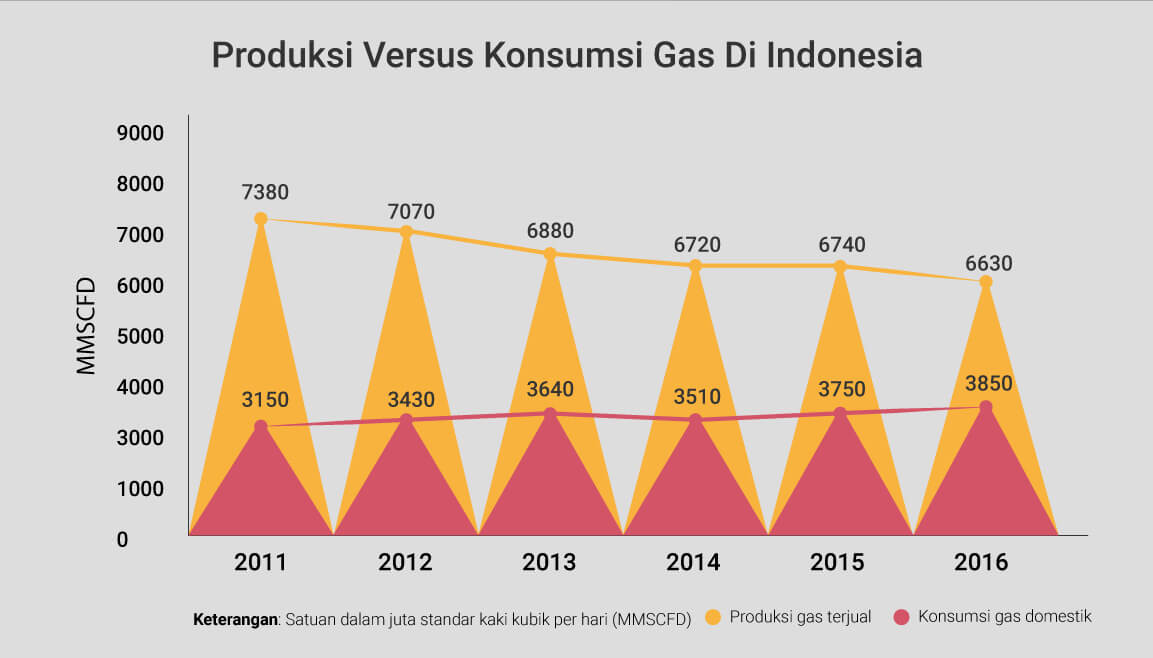 Produksi Versus Konsumsi Gas Di Indonesia
MMSCFD
9000
8000
7000
6000
5000
4000
3000
1000
0
7380 7070 6880 6720 6740 6630
3150 3430 3640 3510 3750 3850
2011 2012 2013 2014 2015 2016
Keterangan: Satuan dalam juta standar kaki kubik per hari (MMSCFD) Produksi gas terjual Konsumsi gas domestik